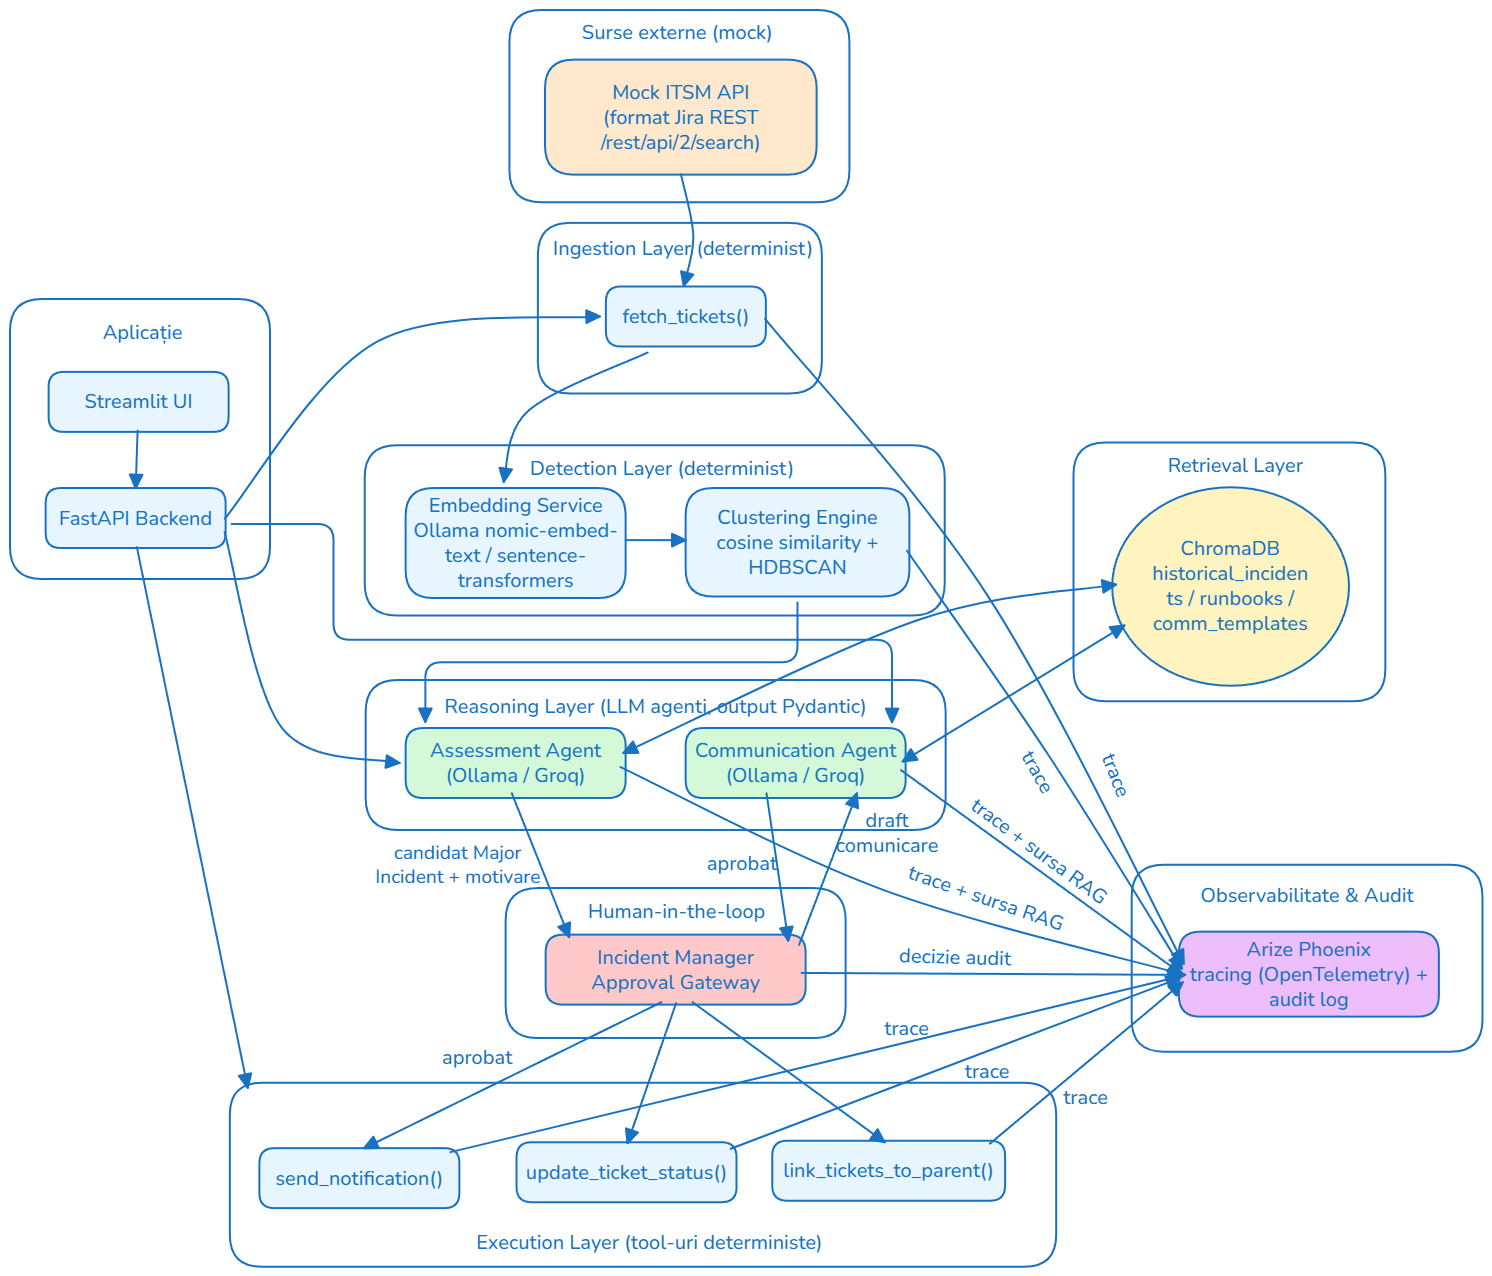 Surse externe (mock)
Mock ITSM API
(format Jira REST
/rest/api/2/search)
Ingestion Layer (determinist)
fetch_tickets()
Aplicație
Streamlit UI
FastAPI Backend
Detection Layer (determinist)
Embedding Service
Ollama nomic-embed-
text / sentence-
transformers
Clustering Engine
cosine similarity +
HDBSCAN
Retrieval Layer
ChromaDB
historical_inciden
ts / runbooks /
comm_templates
Reasoning Layer (LLM agenti, output Pydantic)
Assessment Agent
(Ollama / Groq)
Communication Agent
(Ollama / Groq)
trace
trace
trace + sursa RAG
trace + sursa RAG
draft
comunicare
aprobat
candidat Major
Incident + motivare
Human-in-the-loop
Incident Manager
Approval Gateway
decizie audit
Observabilitate & Audit
Arize Phoenix
tracing (OpenTelemetry) +
audit log
aprobat
trace
trace
trace
send_notification()
update_ticket_status()
link_tickets_to_parent()
Execution Layer (tool-uri deterministe)